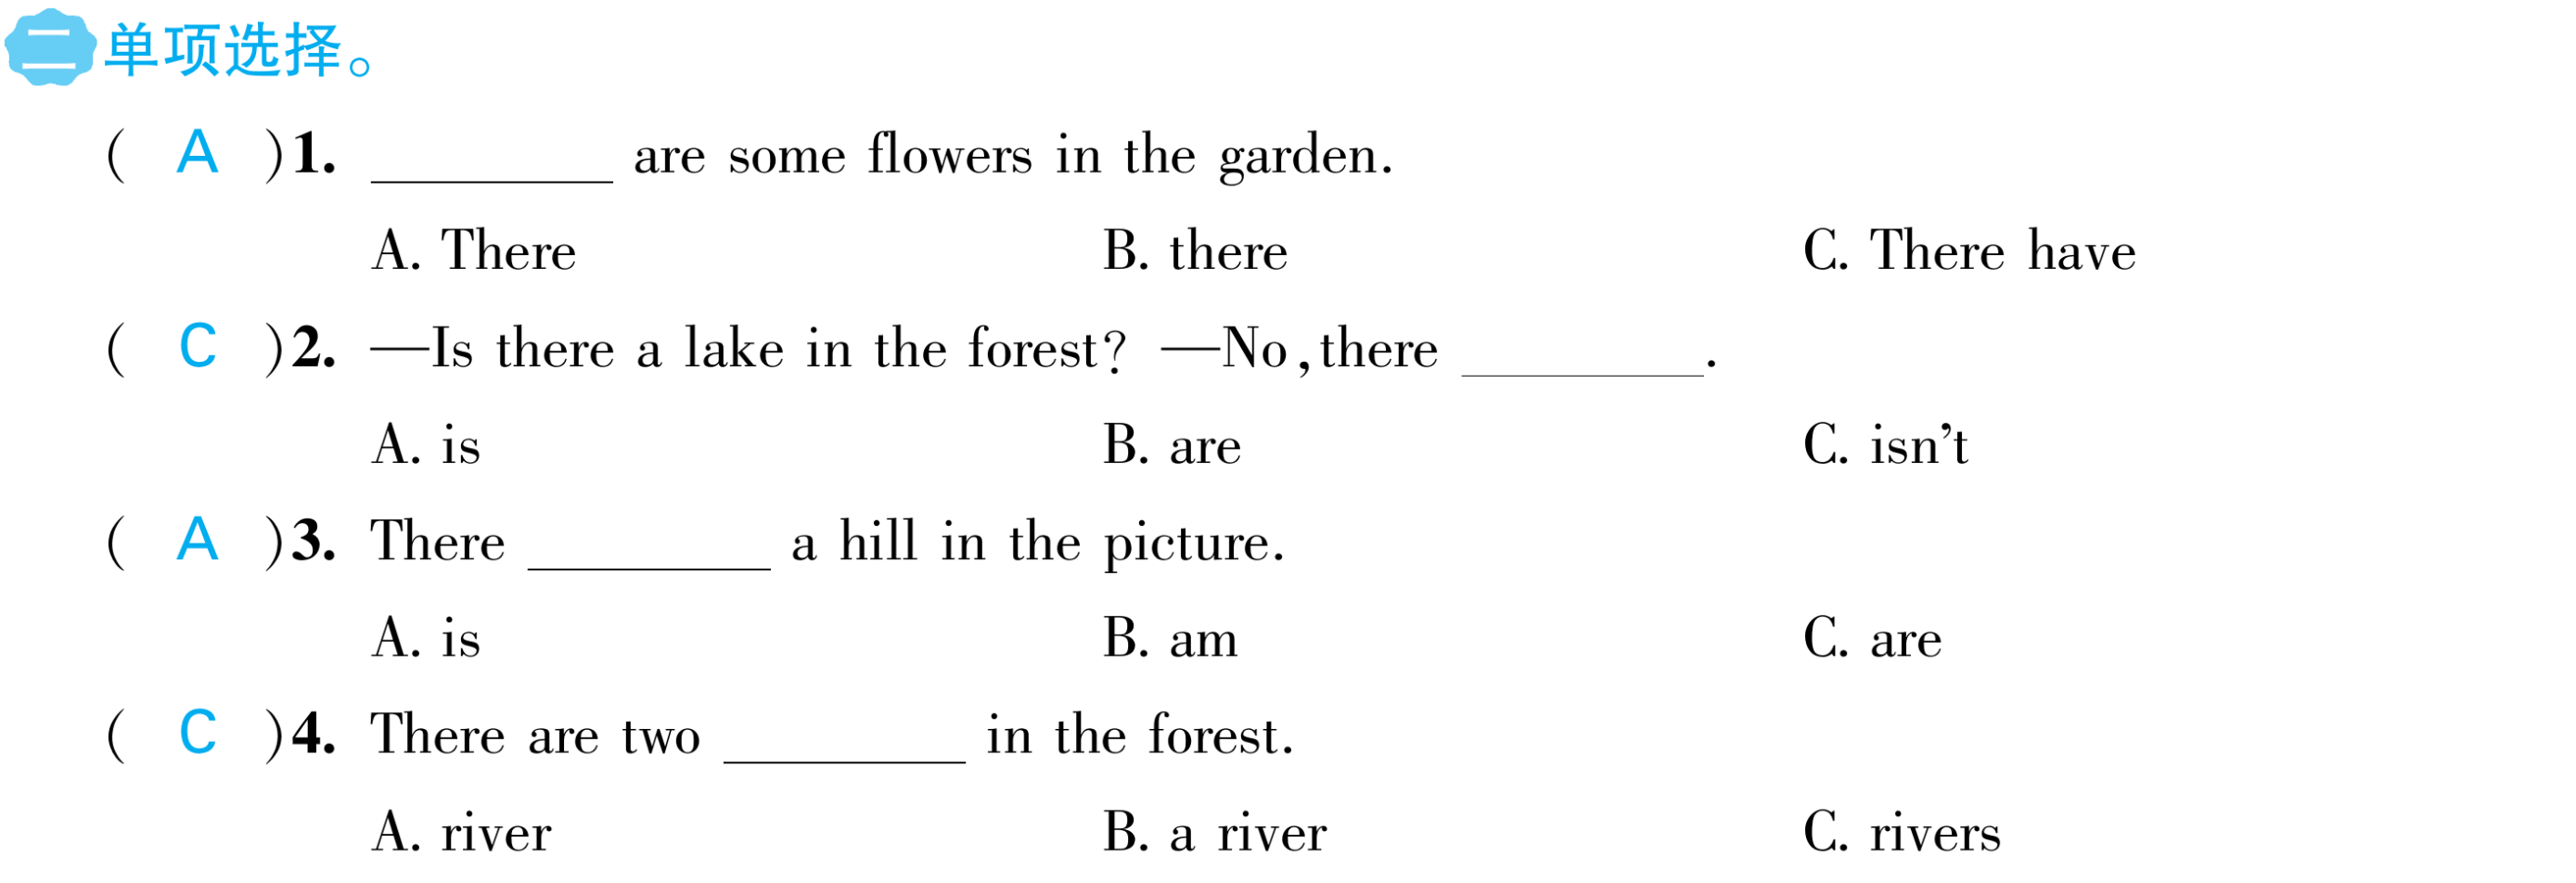 二 单项选择。
( A )1. ________ are some flowers in the garden.
A. There B. there C. There have
( C )2. —Is there a lake in the forest? —No,there ________.
A. is B. are C. isn’t
( A )3. There ________ a hill in the picture.
A. is B. am C. are
( C )4. There are two ________ in the forest.
A. river B. a river C. rivers